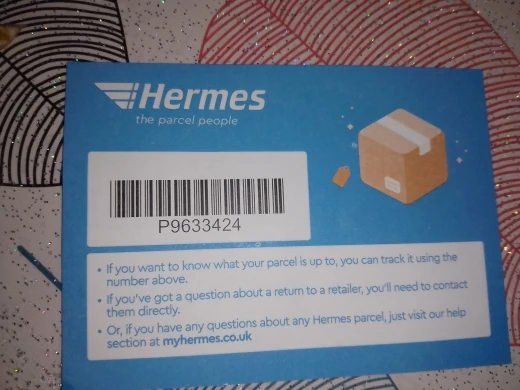 Hermes
the parcel people
P9633424
• If you want to know what your parcel is up to, you can track it using the
number above.
• If you've got a question about a return to a retailer, you'll need to contact
them directly.
• Or, if you have any questions about any Hermes parcel, just visit our help
section at myhermes.co.uk